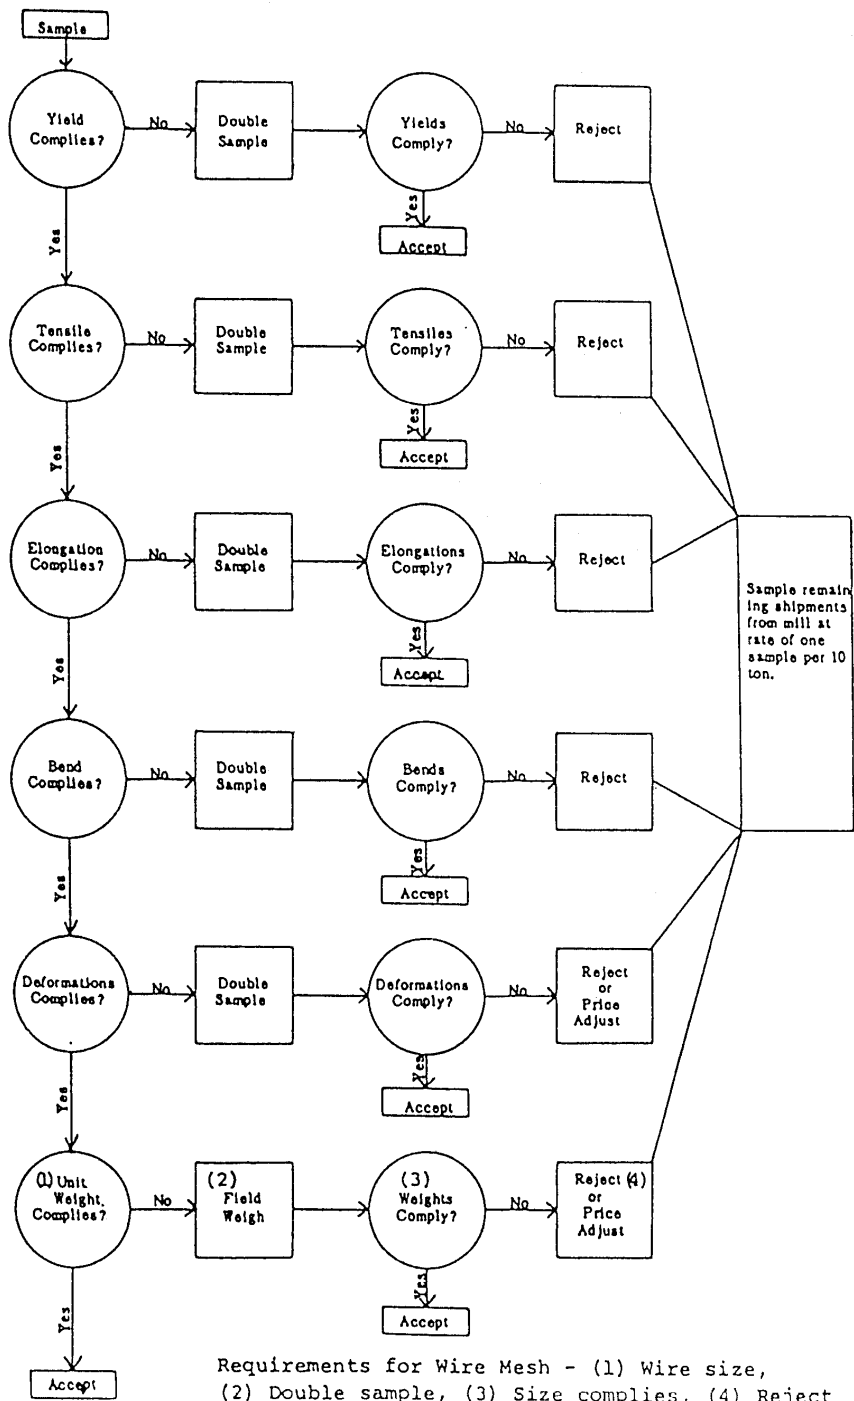 Sample
Yield
Complies?
No
Double
Sample
Yields
Comply?
No
Reject
Yes
Yes
Accept
Tensile
Complies?
No
Double
Sample
Tensiles
Comply?
No
Reject
Yes
Yes
Accept
Elongation
Complies?
No
Double
Sample
Elongations
Comply?
No
Reject
Sample remain
ing shipments
from mill at
rate of one
sample per 10
ton.
Yes
Yes
Accept
Bend
Complies?
No
Double
Sample
Bends
Comply?
No
Reject
Yes
Yes
Accept
Deformations
Complies?
No
Double
Sample
Deformations
Comply?
No
Reject
or
Price
Adjust
Yes
Yes
Accept
(1) Unit
Weight
Complies?
No
(2)
Field
Weigh
(3)
Weights
Comply?
No
Reject (4)
or
Price
Adjust
Yes
Yes
Accept
Accept
Requirements for Wire Mesh - (1) Wire size,
(2) Double sample, (3) Size complies, (4) Reject